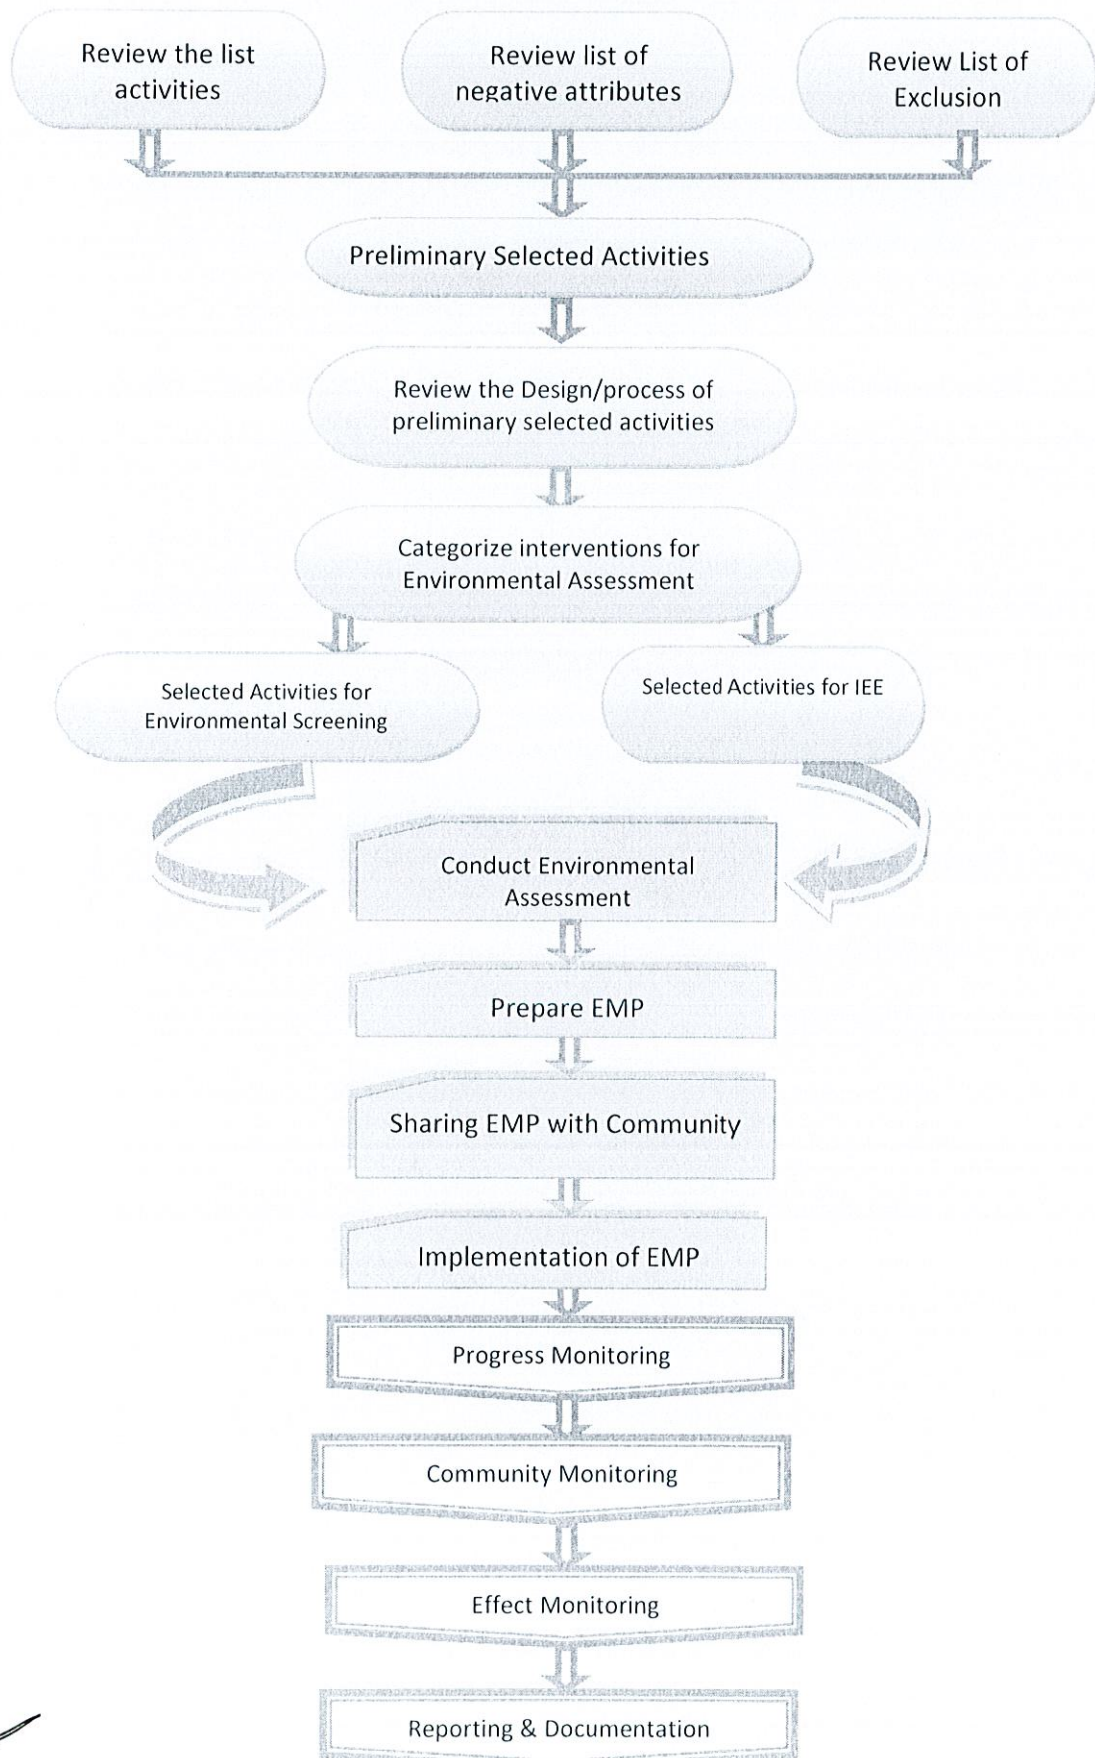 Review the list
activities
Review list of
negative attributes
Review List of
Exclusion
Preliminary Selected Activities
Review the Design/process of
preliminary selected activities
Categorize interventions for
Environmental Assessment
Selected Activities for
Environmental Screening
Selected Activities for IEE
Conduct Environmental
Assessment
Prepare EMP
Sharing EMP with Community
Implementation of EMP
Progress Monitoring
Community Monitoring
Effect Monitoring
Reporting & Documentation